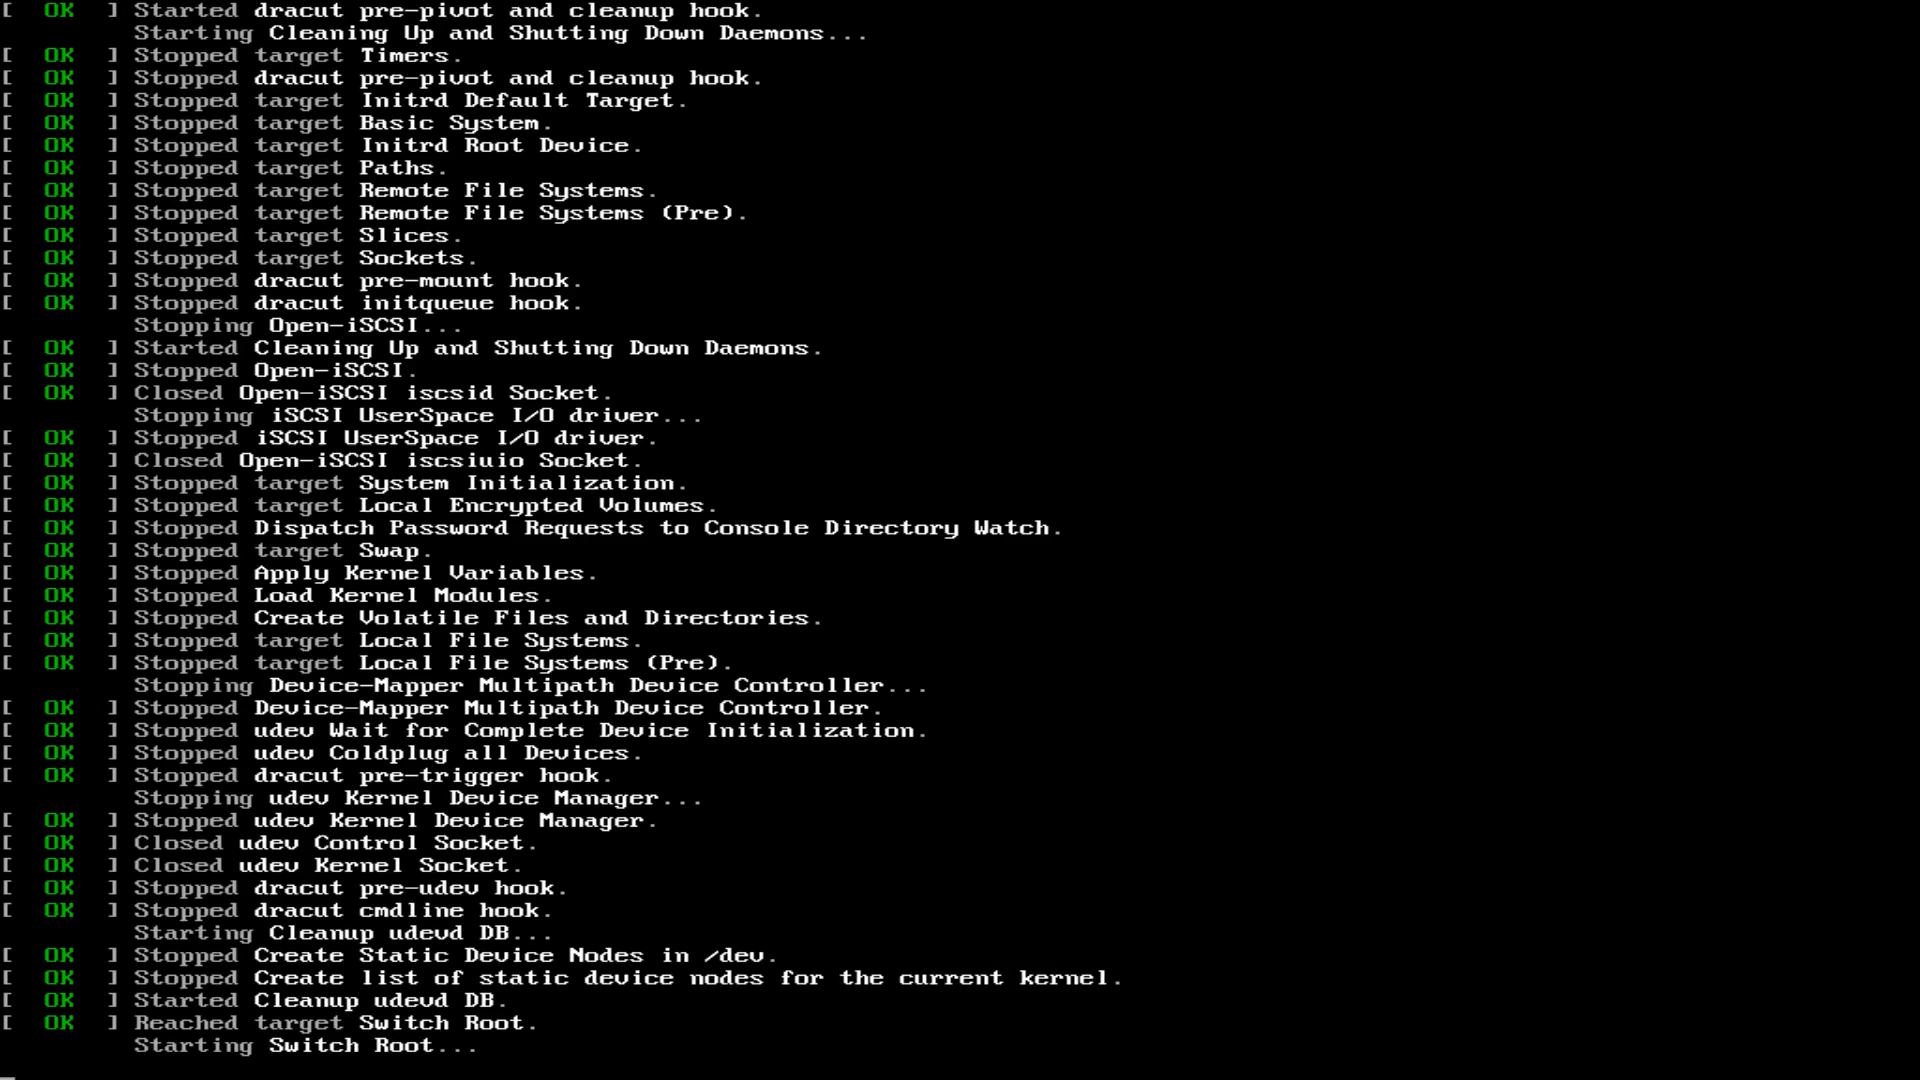 [  OK  ] Started dracut pre-pivot and cleanup hook.
         Starting Cleaning Up and Shutting Down Daemons...
[  OK  ] Stopped target Timers.
[  OK  ] Stopped dracut pre-pivot and cleanup hook.
[  OK  ] Stopped target Initrd Default Target.
[  OK  ] Stopped target Basic System.
[  OK  ] Stopped target Initrd Root Device.
[  OK  ] Stopped target Paths.
[  OK  ] Stopped target Remote File Systems.
[  OK  ] Stopped target Remote File Systems (Pre).
[  OK  ] Stopped target Slices.
[  OK  ] Stopped target Sockets.
[  OK  ] Stopped dracut pre-mount hook.
[  OK  ] Stopped dracut initqueue hook.
         Stopping Open-iSCSI...
[  OK  ] Started Cleaning Up and Shutting Down Daemons.
[  OK  ] Stopped Open-iSCSI.
[  OK  ] Closed Open-iSCSI iscsid Socket.
         Stopping iSCSI UserSpace I/O driver...
[  OK  ] Stopped iSCSI UserSpace I/O driver.
[  OK  ] Closed Open-iSCSI iscsiuio Socket.
[  OK  ] Stopped target System Initialization.
[  OK  ] Stopped target Local Encrypted Volumes.
[  OK  ] Stopped Dispatch Password Requests to Console Directory Watch.
[  OK  ] Stopped target Swap.
[  OK  ] Stopped Apply Kernel Variables.
[  OK  ] Stopped Load Kernel Modules.
[  OK  ] Stopped Create Volatile Files and Directories.
[  OK  ] Stopped target Local File Systems.
[  OK  ] Stopped target Local File Systems (Pre).
         Stopping Device-Mapper Multipath Device Controller...
[  OK  ] Stopped Device-Mapper Multipath Device Controller.
[  OK  ] Stopped udev Wait for Complete Device Initialization.
[  OK  ] Stopped udev Coldplug all Devices.
[  OK  ] Stopped dracut pre-trigger hook.
         Stopping udev Kernel Device Manager...
[  OK  ] Stopped udev Kernel Device Manager.
[  OK  ] Closed udev Control Socket.
[  OK  ] Closed udev Kernel Socket.
[  OK  ] Stopped dracut pre-udev hook.
[  OK  ] Stopped dracut cmdline hook.
         Starting Cleanup udevd DB...
[  OK  ] Stopped Create Static Device Nodes in /dev.
[  OK  ] Stopped Create list of static device nodes for the current kernel.
[  OK  ] Started Cleanup udevd DB.
[  OK  ] Reached target Switch Root.
         Starting Switch Root...